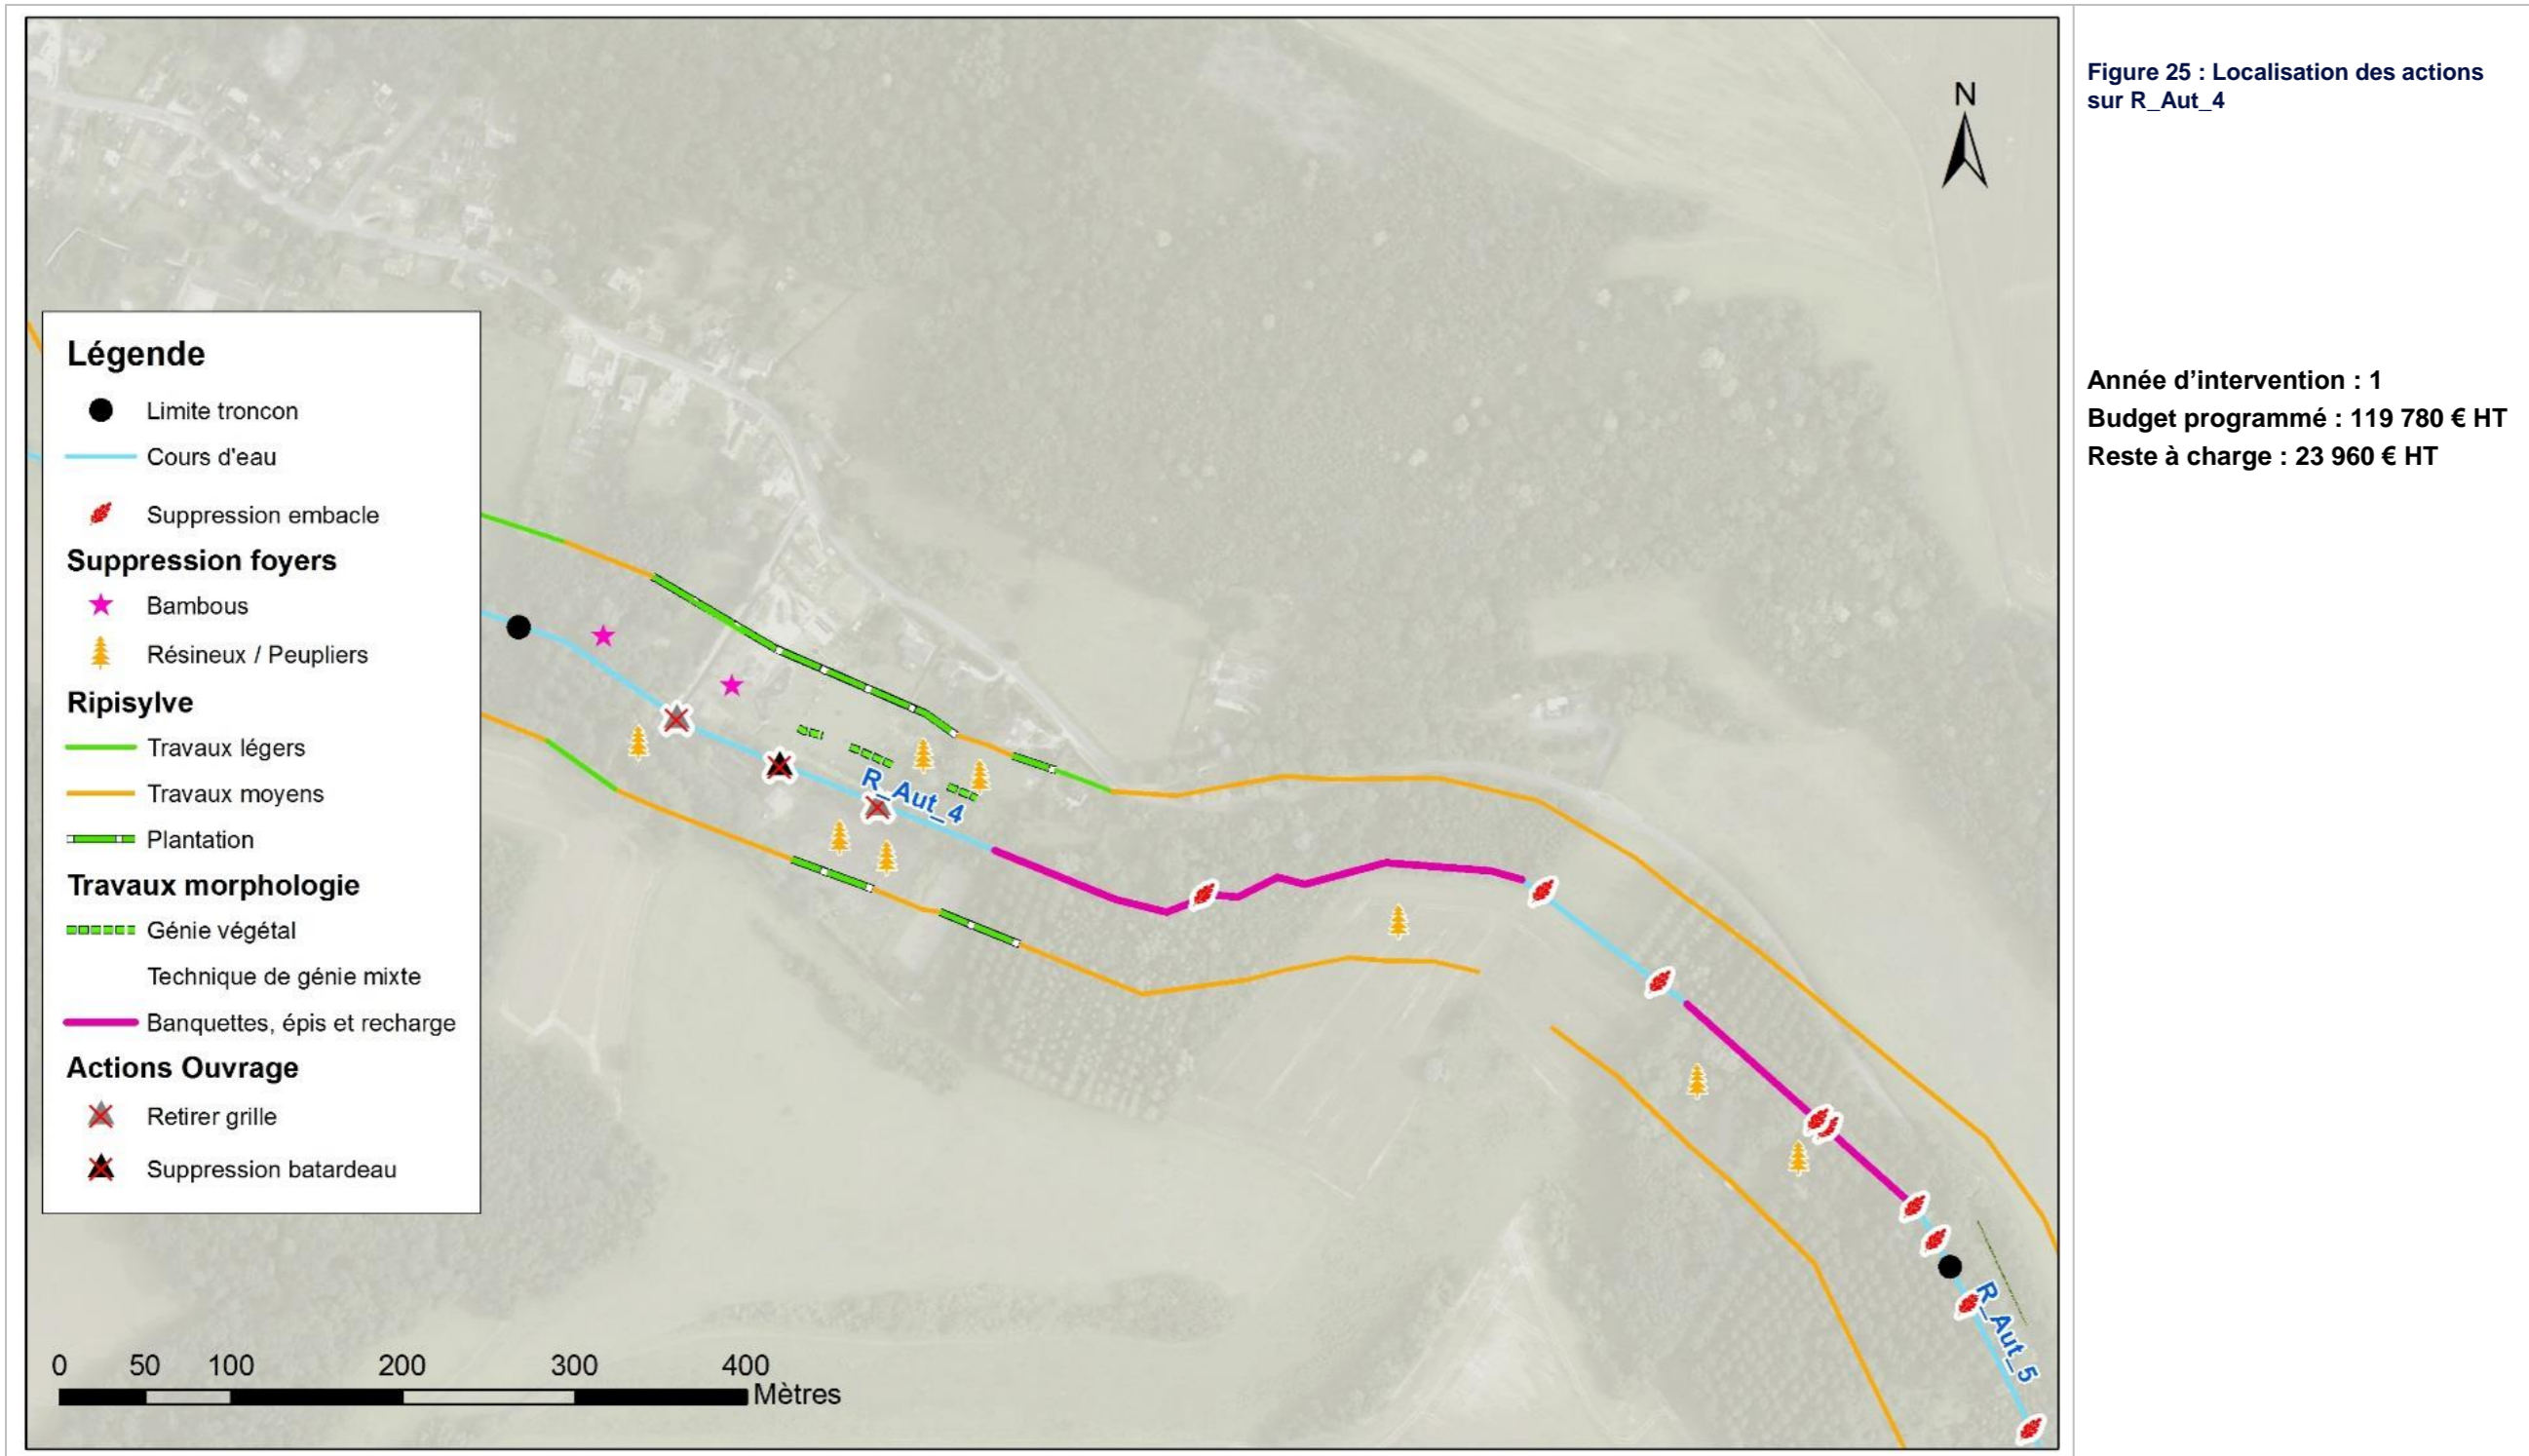 Figure 25 : Localisation des actions
sur R_Aut_4
Année d’intervention : 1
Budget programmé : 119 780 € HT
Reste à charge : 23 960 € HT
N
Légende
Limite troncon
Cours d'eau
Suppression embacle
Suppression foyers
Bambous
Résineux / Peupliers
Ripisylve
Travaux légers
Travaux moyens
Plantation
Travaux morphologie
Génie végétal
Technique de génie mixte
Banquettes, épis et recharge
Actions Ouvrage
Retirer grille
Suppression batardeau
R_Aut_4
R_Aut_5
0 50 100 200 300 400
Mètres